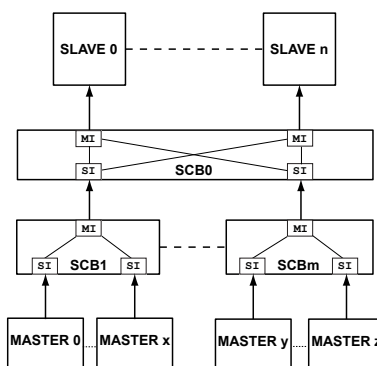 SLAVE 0
SLAVE n
MI
MI
SI
SI
SCB0
MI
MI
SI
SCB1
SI
SI
SCBm
SI
MASTER 0
MASTER x
MASTER y
MASTER z